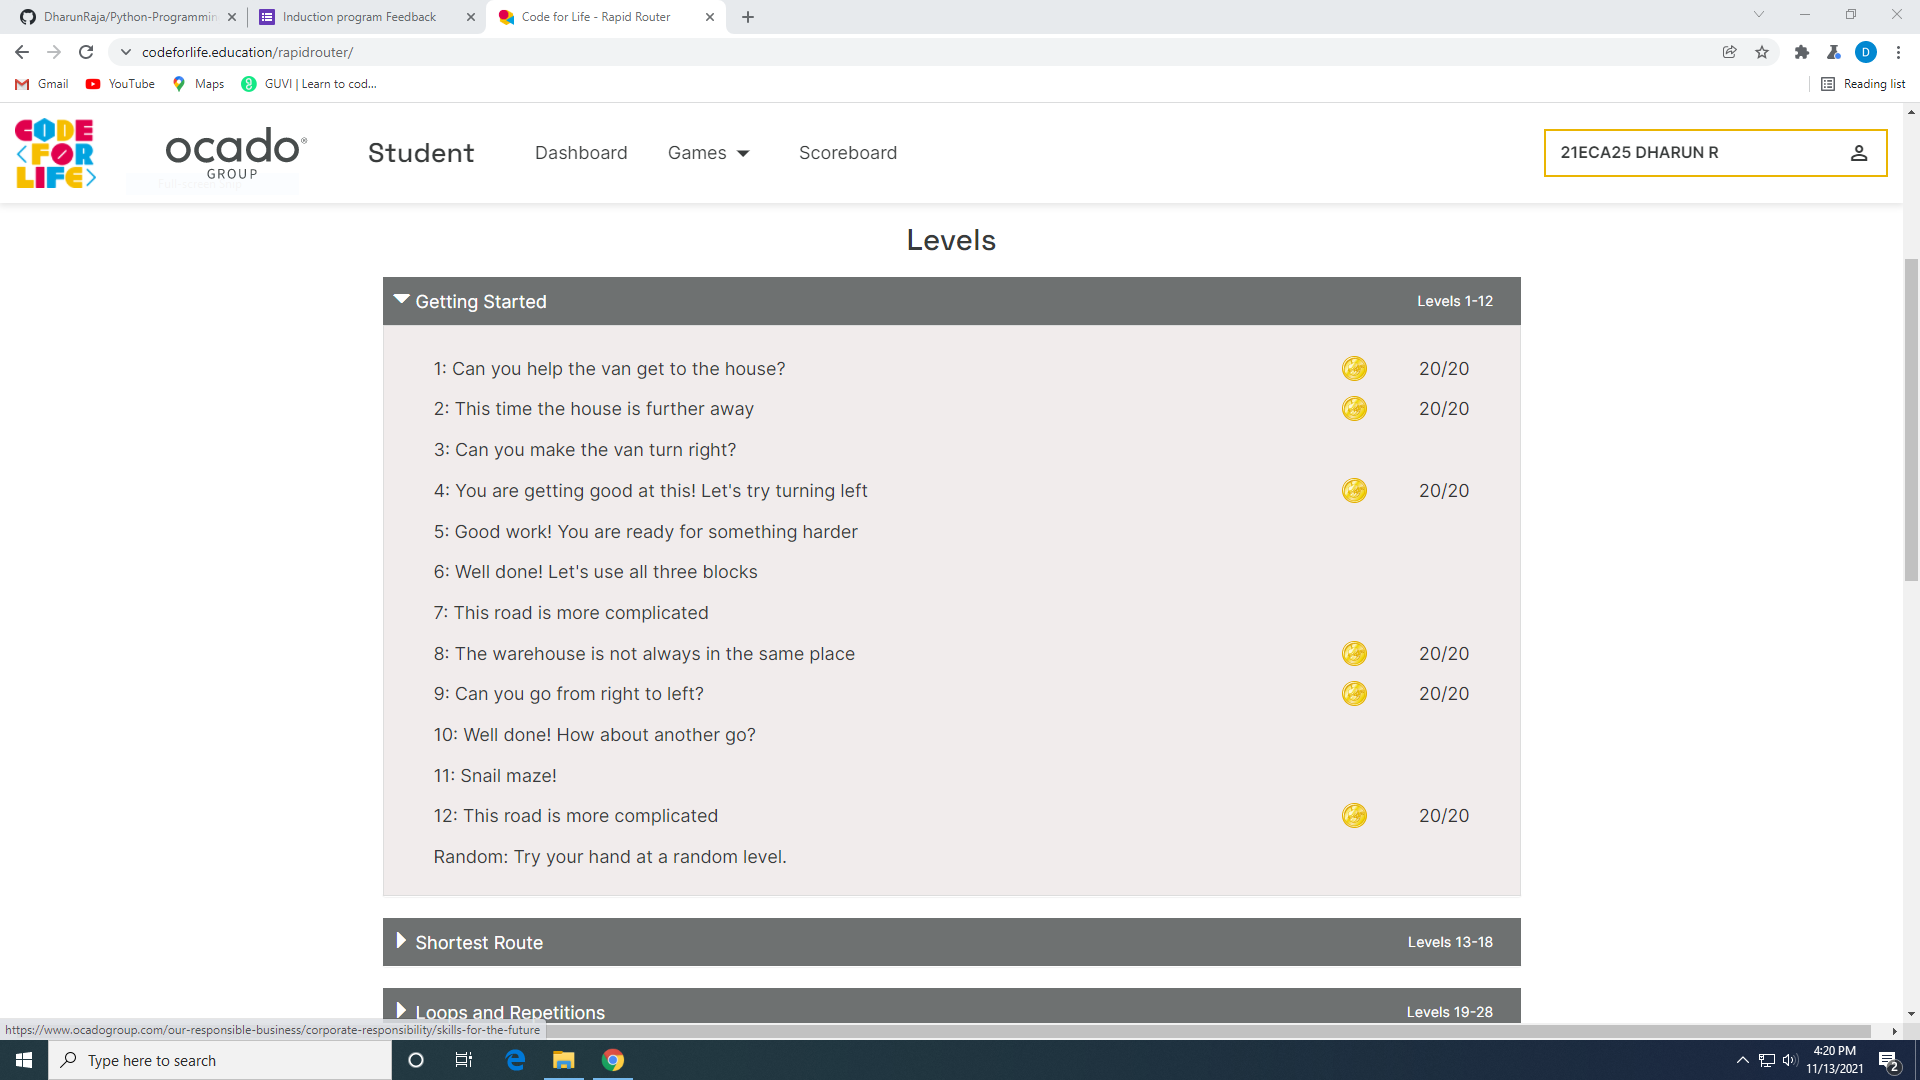 DharunRaja/Python-Programmin
Induction program Feedback
Code for Life - Rapid Router
codeforlife.education/rapidrouter/
D
Gmail
YouTube
Maps
GUVI | Learn to cod...
Reading list
CODE
<FOR
LIFE>
ocado®
GROUP
Student
Dashboard
Games
Scoreboard
21ECA25 DHARUN R
Levels
Getting Started
Levels 1-12
1: Can you help the van get to the house?
20/20
2: This time the house is further away
20/20
3: Can you make the van turn right?
4: You are getting good at this! Let's try turning left
20/20
5: Good work! You are ready for something harder
6: Well done! Let's use all three blocks
7: This road is more complicated
8: The warehouse is not always in the same place
20/20
9: Can you go from right to left?
20/20
10: Well done! How about another go?
11: Snail maze!
12: This road is more complicated
20/20
Random: Try your hand at a random level.
Shortest Route
Levels 13-18
Loops and Repetitions
Levels 19-28
https://www.ocadogroup.com/our-responsible-business/corporate-responsibility/skills-for-the-future
Type here to search
4:20 PM
11/13/2021
2